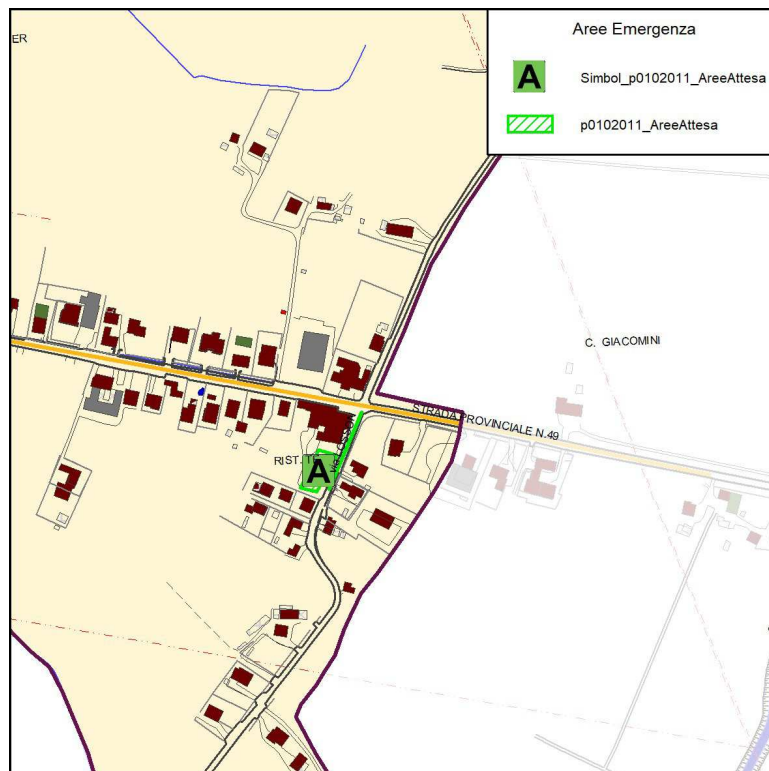 ER
Aree Emergenza
A
Simbol_p0102011_AreeAttesa
p0102011_AreeAttesa
C. GIACOMINI
STRADA PROVINCIALE N.49
RIST.
A